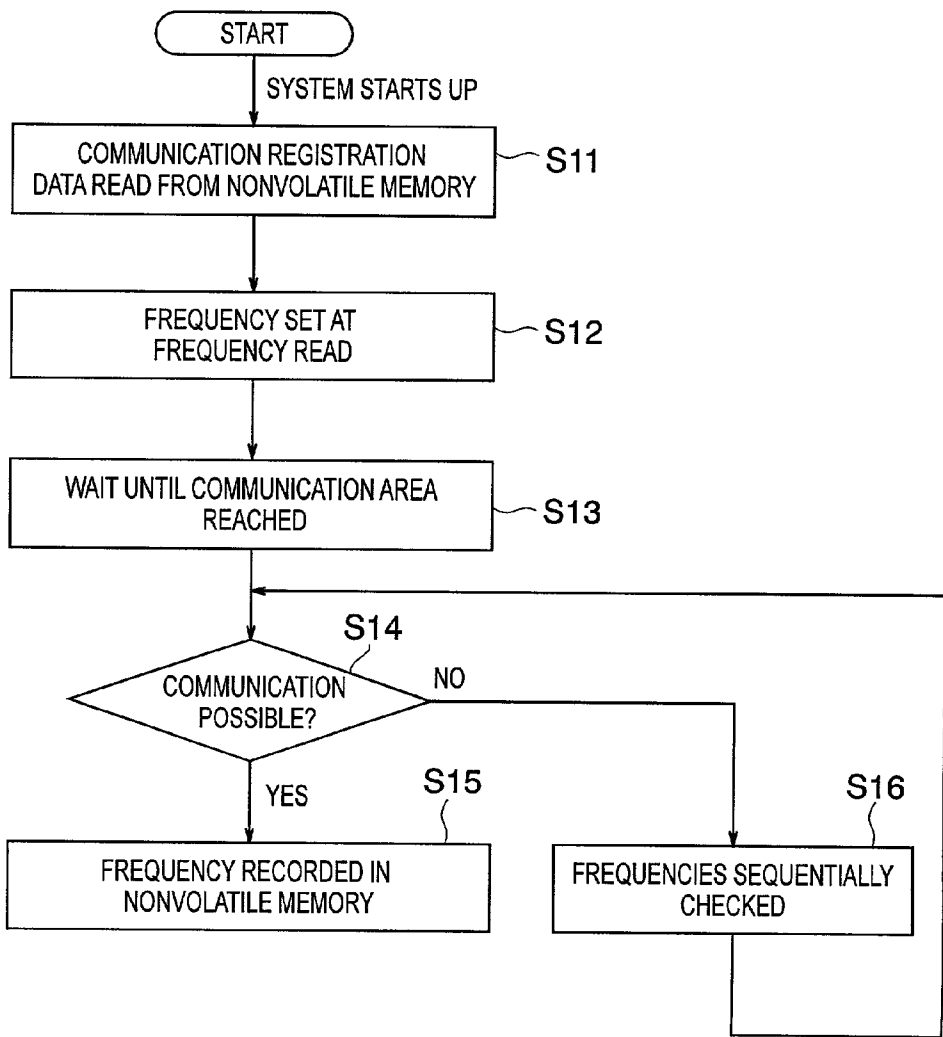 START
SYSTEM STARTS UP
COMMUNICATION REGISTRATION
DATA READ FROM NONVOLATILE MEMORY
S11
FREQUENCY SET AT
FREQUENCY READ
S12
WAIT UNTIL COMMUNICATION AREA
REACHED
S13
S14
COMMUNICATION
POSSIBLE?
NO
YES
S15
FREQUENCY RECORDED IN
NONVOLATILE MEMORY
S16
FREQUENCIES SEQUENTIALLY
CHECKED